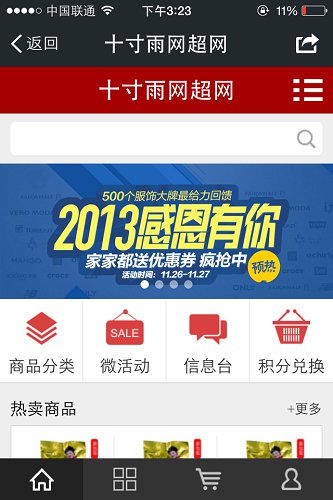 中国联通
下午3:23
11%
返回
十寸雨网超网
十寸雨网超网
500个服饰大牌最给力回馈
2013感恩有你
家家都送优惠券 疯抢中
预热
活动时间：11.26—11.27
SALE
商品分类
微活动
信息台
积分兑换
热卖商品
+更多